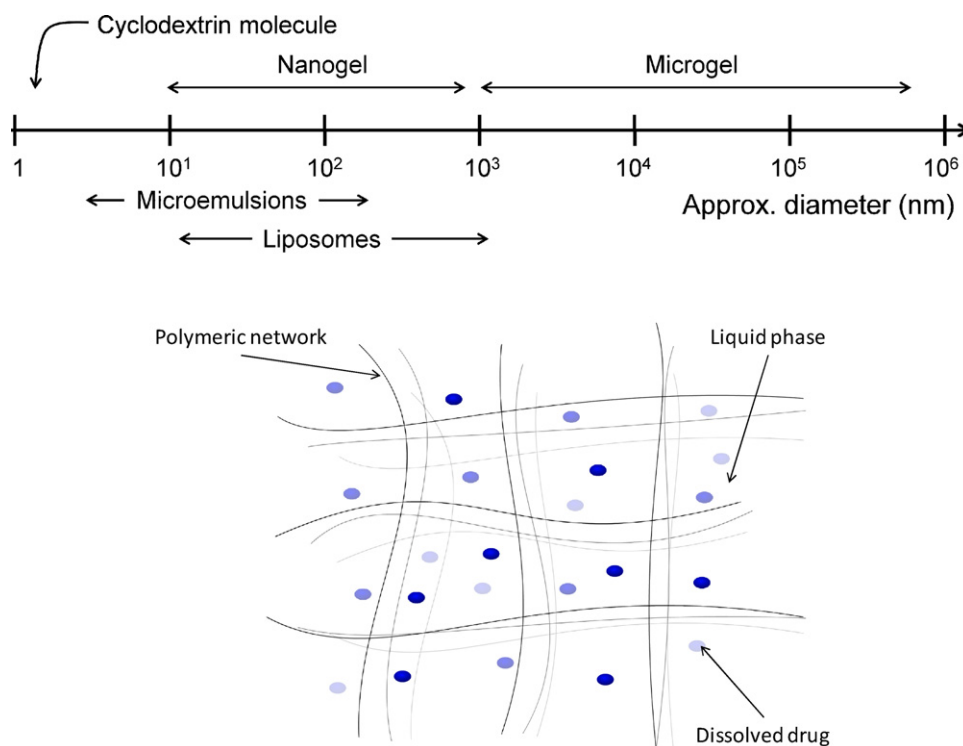 Cyclodextrin molecule
Nanogel
Microgel
1 10¹ 10² 10³ 10⁴ 10⁵ 10⁶
Microemulsions
Approx. diameter (nm)
Liposomes
Polymeric network
Liquid phase
Dissolved drug